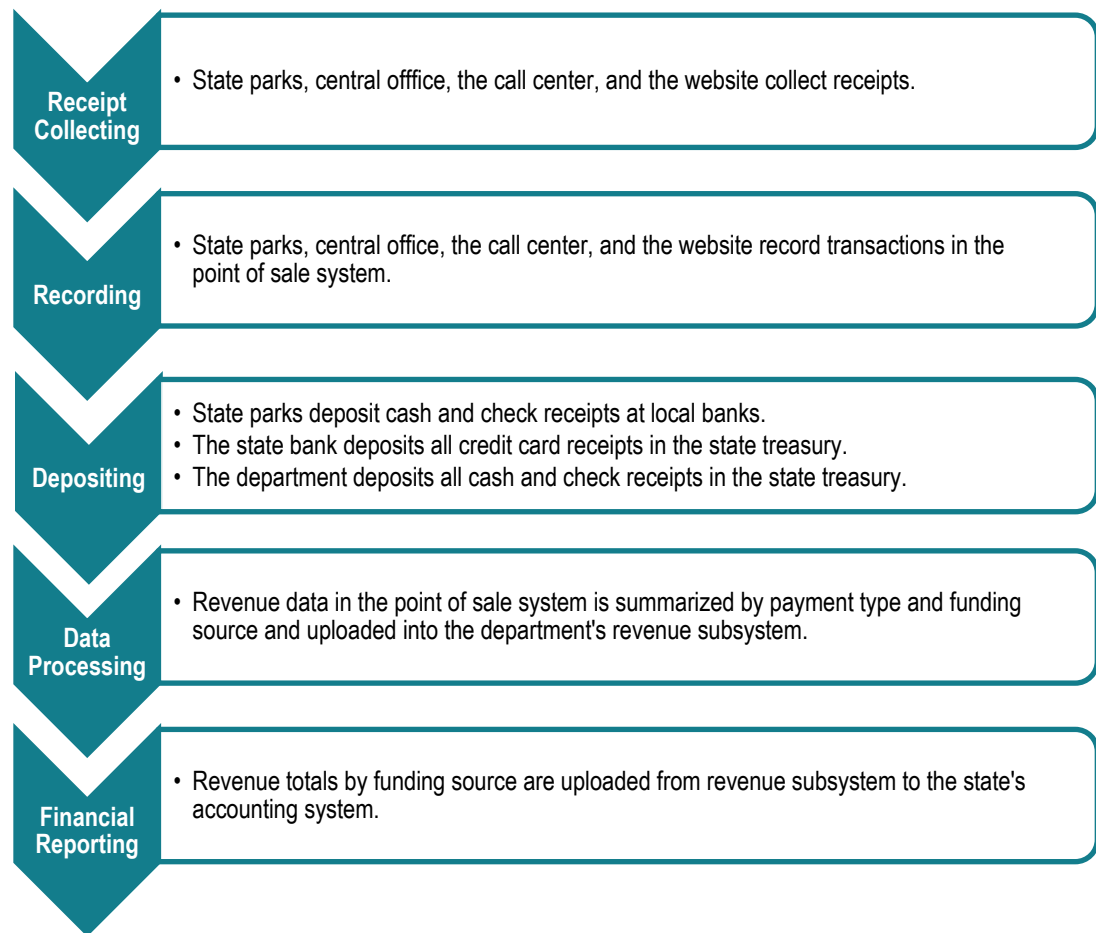 Receipt
Collecting
• State parks, central offfice, the call center, and the website collect receipts.
Recording
• State parks, central office, the call center, and the website record transactions in the
point of sale system.
Depositing
• State parks deposit cash and check receipts at local banks.
• The state bank deposits all credit card receipts in the state treasury.
• The department deposits all cash and check receipts in the state treasury.
Data
Processing
• Revenue data in the point of sale system is summarized by payment type and funding
source and uploaded into the department's revenue subsystem.
Financial
Reporting
• Revenue totals by funding source are uploaded from revenue subsystem to the state's
accounting system.